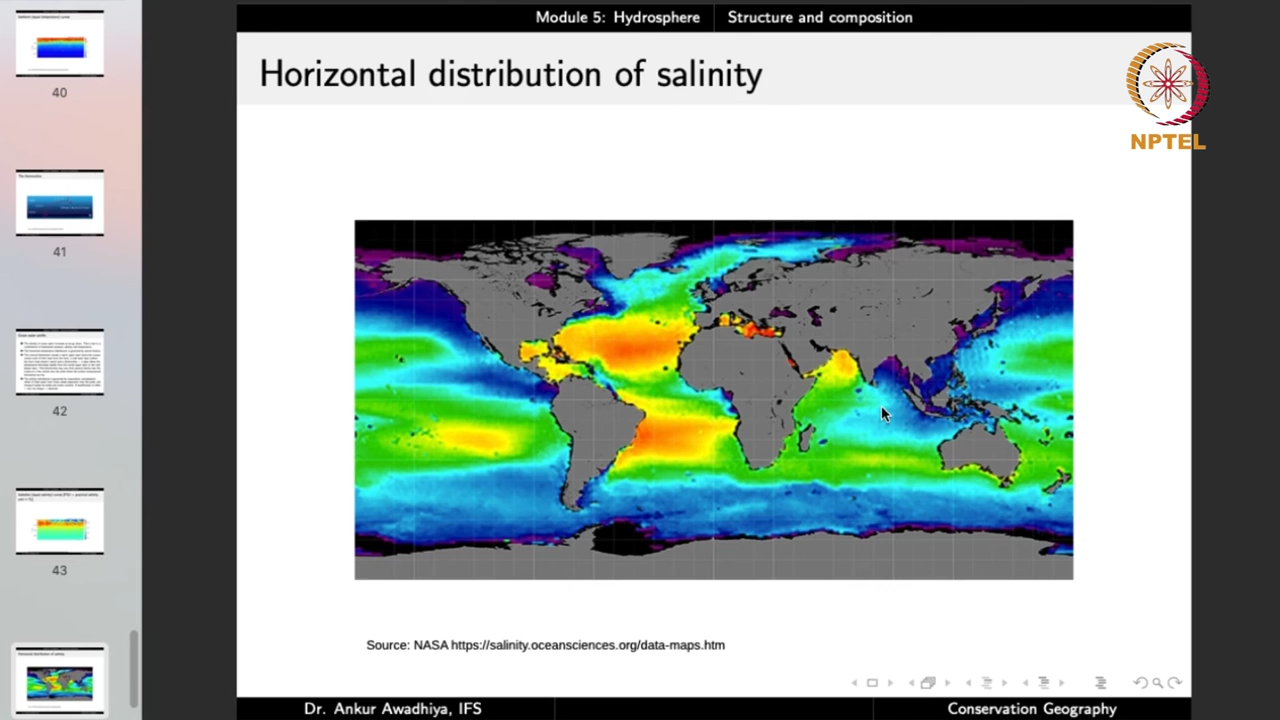 Module 5: Hydrosphere Structure and composition
Horizontal distribution of salinity
NPTEL
40
41
42
43
Source: NASA https://salinity.oceansciences.org/data-maps.htm
Dr. Ankur Awadhiya, IFS Conservation Geography